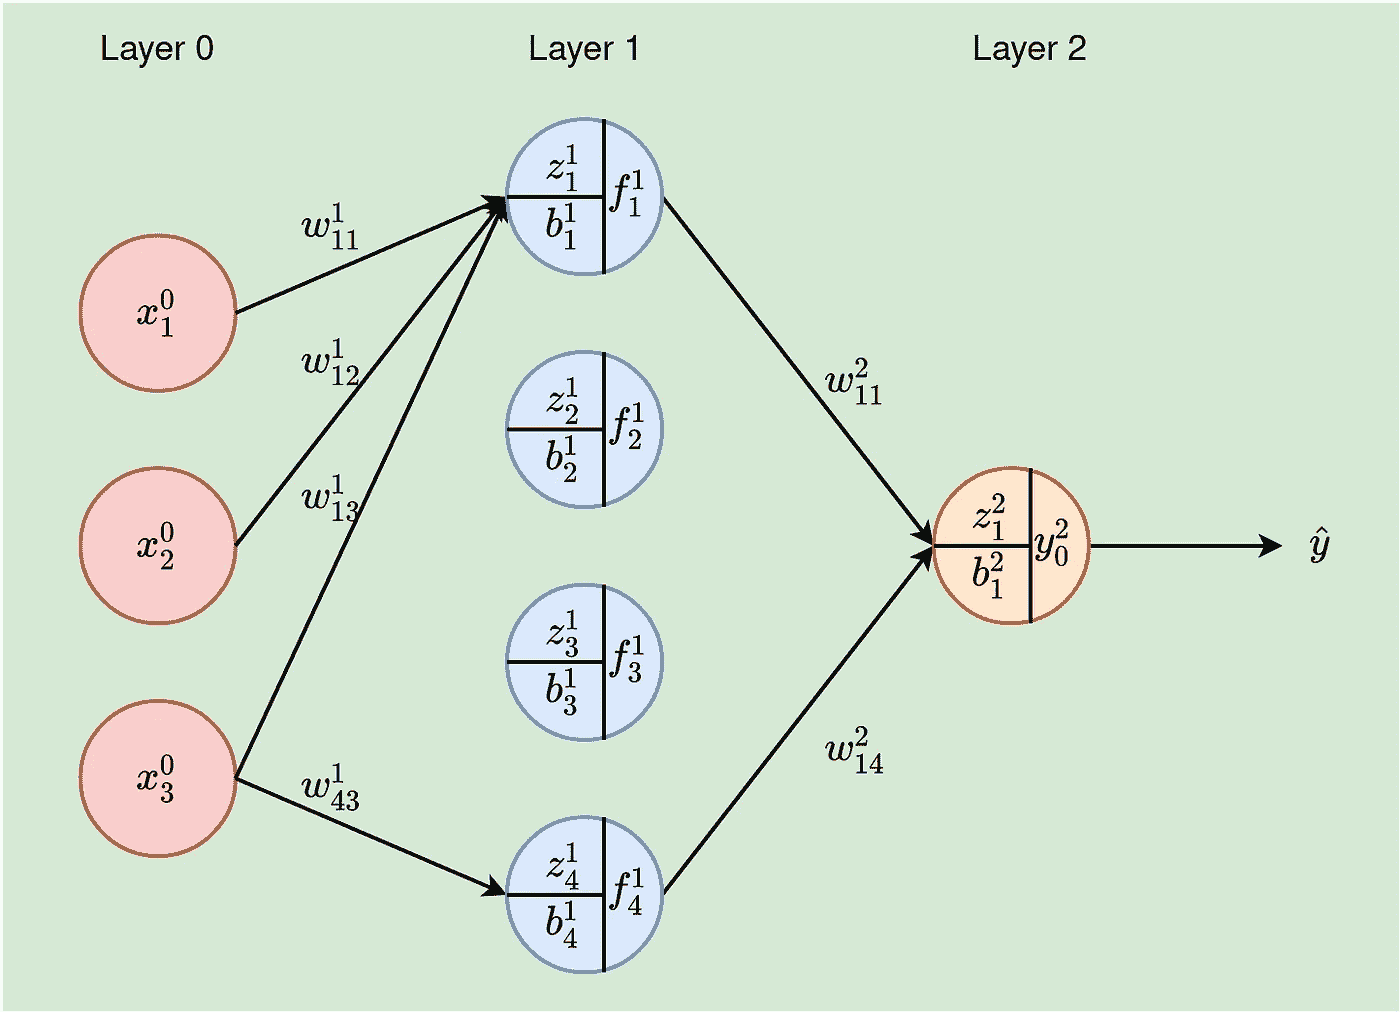 Layer 0 Layer 1 Layer 2
$z_1^1$
$b_1^1$
$f_1^1$
$w_{11}^1$
$x_1^0$
$w_{12}^1$
$z_2^1$
$b_2^1$
$f_2^1$
$w_{11}^2$
$w_{13}^1$
$x_2^0$
$z_1^2$
$b_1^2$
$y_0^2$
$\hat{y}$
$z_3^1$
$b_3^1$
$f_3^1$
$x_3^0$
$w_{43}^1$
$w_{14}^2$
$z_4^1$
$b_4^1$
$f_4^1$